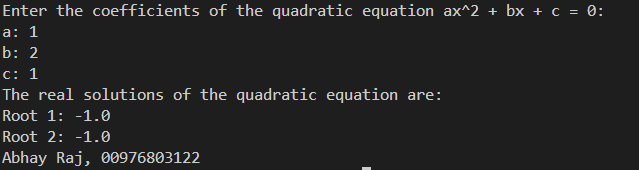 Enter the coefficients of the quadratic equation ax^2 + bx + c = 0:
a: 1
b: 2
c: 1
The real solutions of the quadratic equation are:
Root 1: -1.0
Root 2: -1.0
Abhay Raj, 00976803122